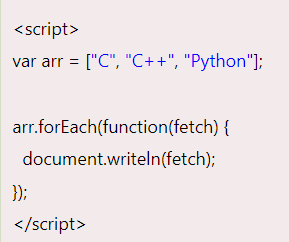 <script>
var arr = ["C", "C++", "Python"];
arr.forEach(function(fetch) {
document.writeln(fetch);
});
</script>